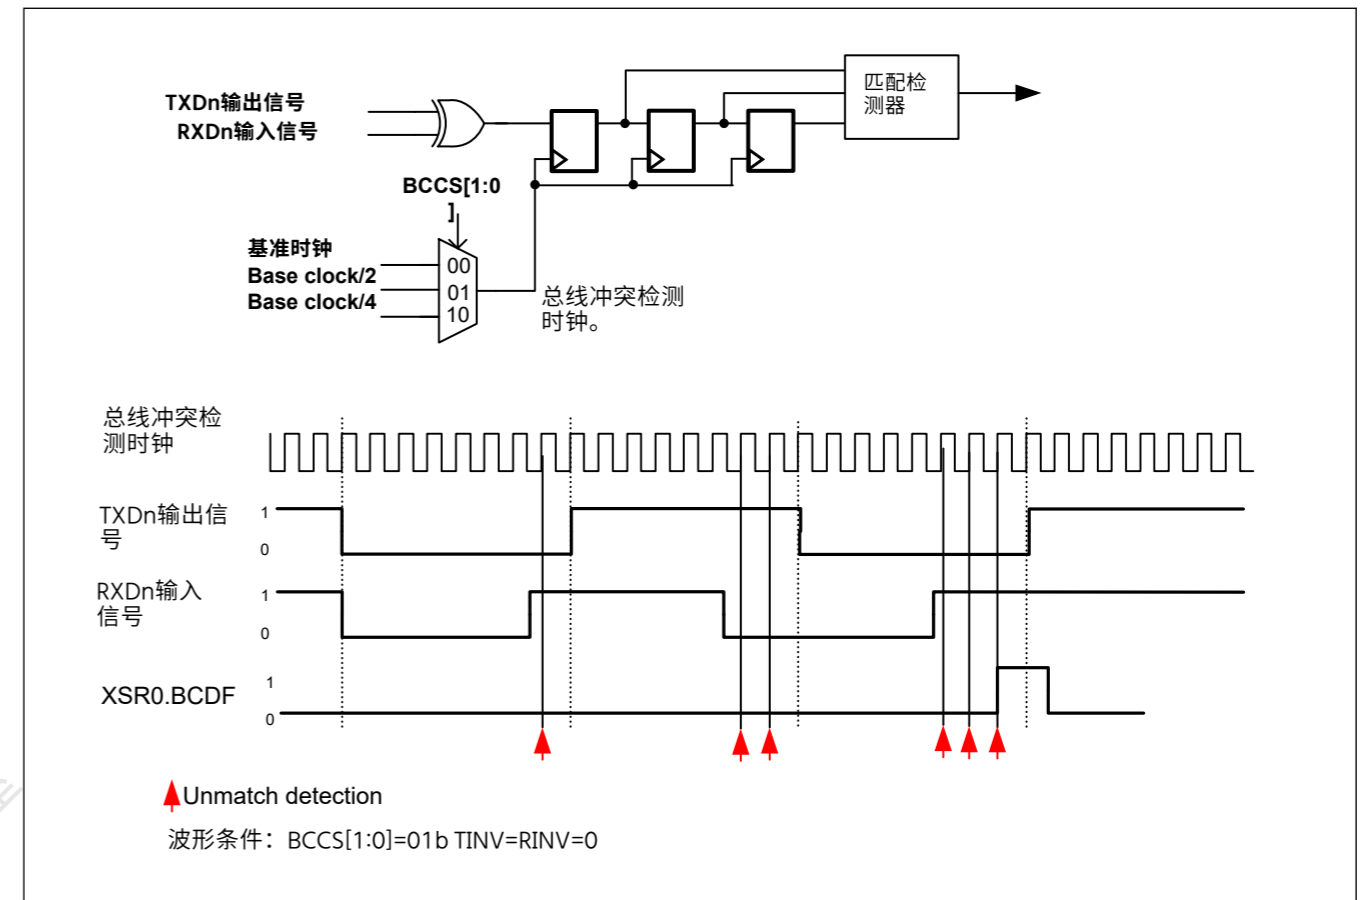 TXDn输出信号
RXDn输入信号
匹配检
测器
BCCS[1:0
]
基准时钟
Base clock/2
Base clock/4
00
01
10
总线冲突检测
时钟。
总线冲突检
测时钟
TXDn输出信
号
1
0
RXDn输入
信号
1
0
XSR0.BCDF
1
0
Unmatch detection
波形条件：BCCS[1:0]=01b TINV=RINV=0